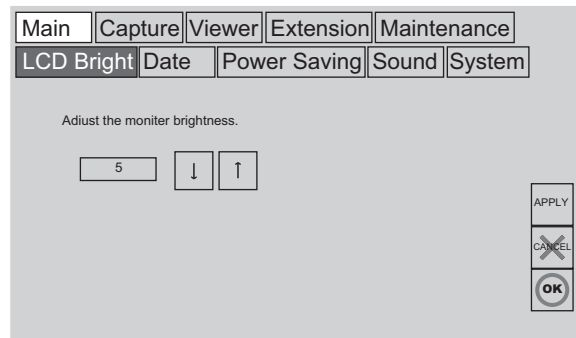 Main Capture Viewer Extension Maintenance
LCD Bright Date Power Saving Sound System
Adiust the moniter brightness.
5 ↓ ↑
APPLY
CANCEL
OK